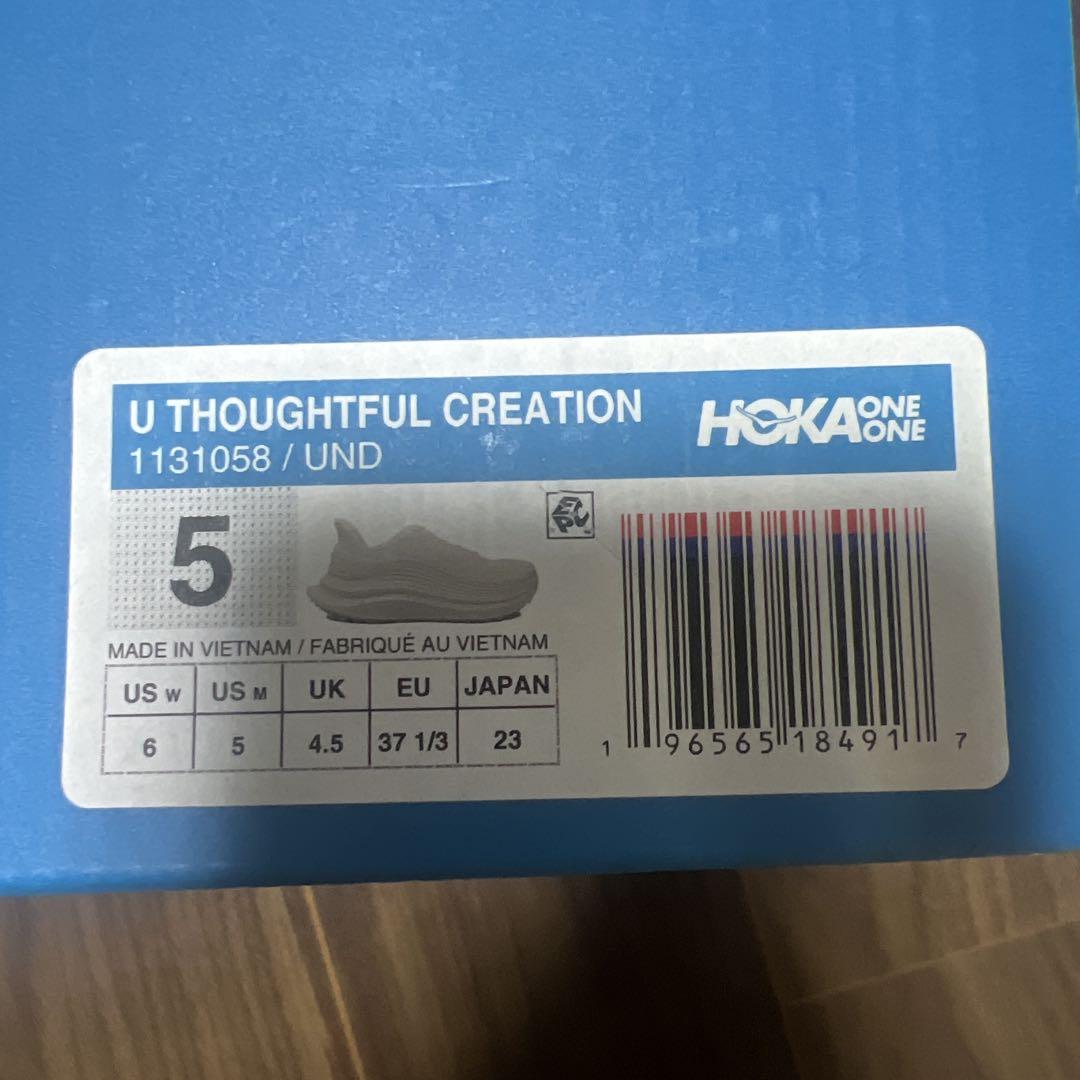 U THOUGHTFUL CREATION
1131058 / UND
HOKA ONE ONE
5
MADE IN VIETNAM / FABRIQUÉ AU VIETNAM
US W US M UK EU JAPAN
6 5 4.5 37 1/3 23
1 96565 18491 7